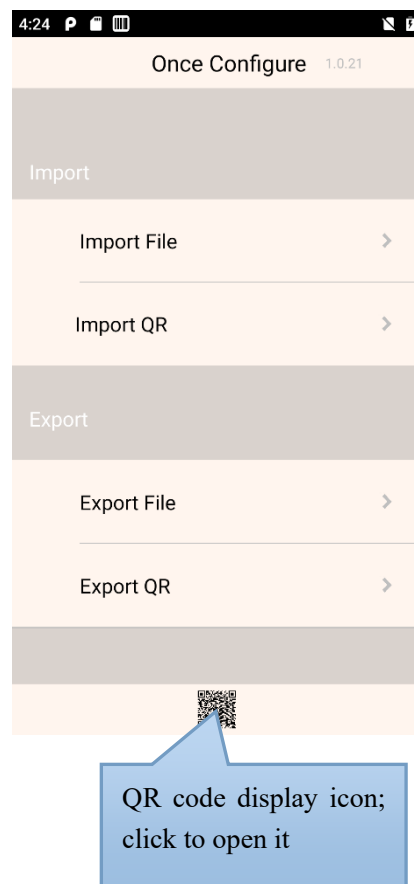 4:24
Once Configure 1.0.21
Import
Import File
Import QR
Export
Export File
Export QR
QR code display icon;
click to open it